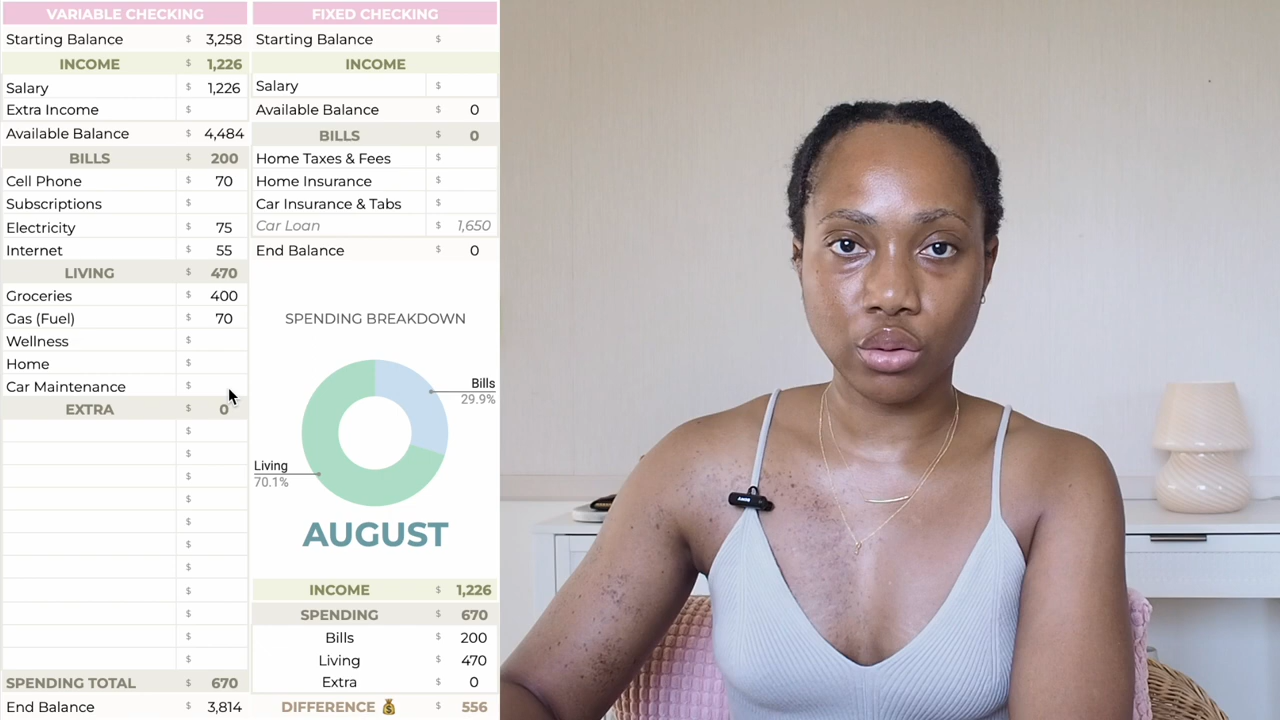 VARIABLE CHECKING
Starting Balance $ 3,258
INCOME $ 1,226
Salary $ 1,226
Extra Income $
Available Balance $ 4,484
BILLS $ 200
Cell Phone $ 70
Subscriptions $
Electricity $ 75
Internet $ 55
LIVING $ 470
Groceries $ 400
Gas (Fuel) $ 70
Wellness $
Home $
Car Maintenance $
EXTRA $ 0
$
$
$
$
$
$
$
$
$
$
$
SPENDING TOTAL $ 670
End Balance $ 3,814
FIXED CHECKING
Starting Balance $
INCOME
Salary $
Available Balance $ 0
BILLS $ 0
Home Taxes & Fees $
Home Insurance $
Car Insurance & Tabs $
Car Loan $ 1,650
End Balance $ 0
SPENDING BREAKDOWN
Bills
29.9%
Living
70.1%
AUGUST
INCOME $ 1,226
SPENDING $ 670
Bills $ 200
Living $ 470
Extra $ 0
DIFFERENCE 💰 $ 556